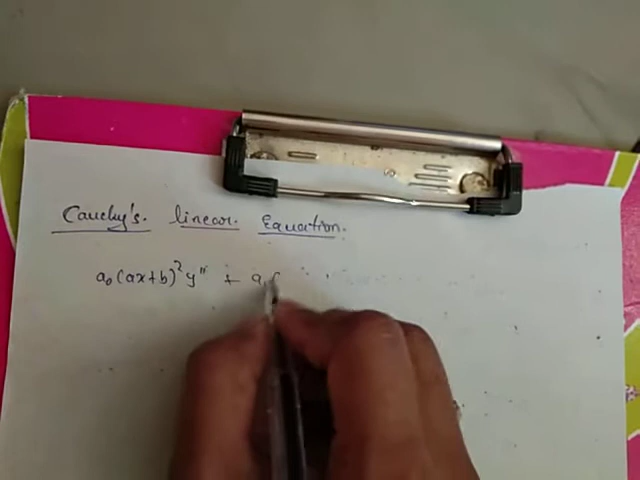 Cauchy's. linear. Equation.
a₀(ax+b)²y'' + a₁(